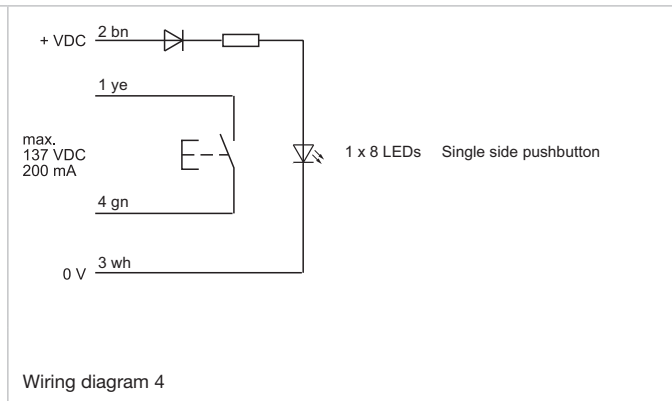 + VDC 2 bn
1 ye
max.
137 VDC
200 mA
1 x 8 LEDs Single side pushbutton
4 gn
0 V 3 wh
Wiring diagram 4